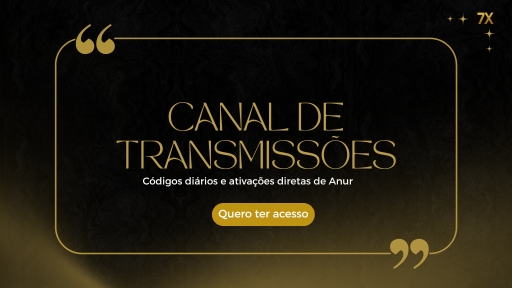 7X
CANAL DE
TRANSMISSÕES
Códigos diários e ativações diretas de Anur
Quero ter acesso